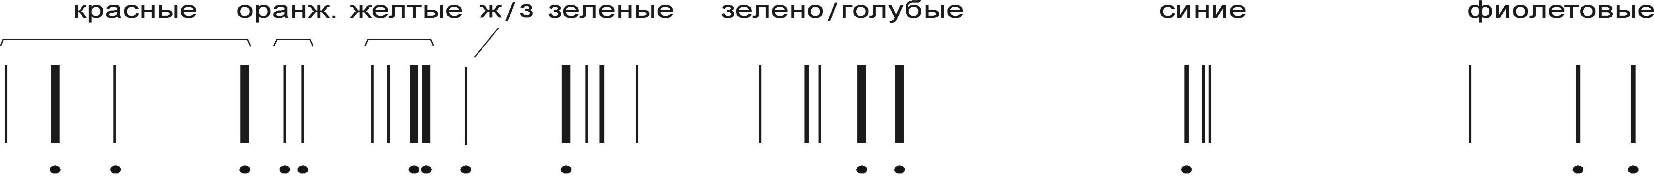 красные оранж. желтые ж/з зеленые зелено/голубые синие фиолетовые